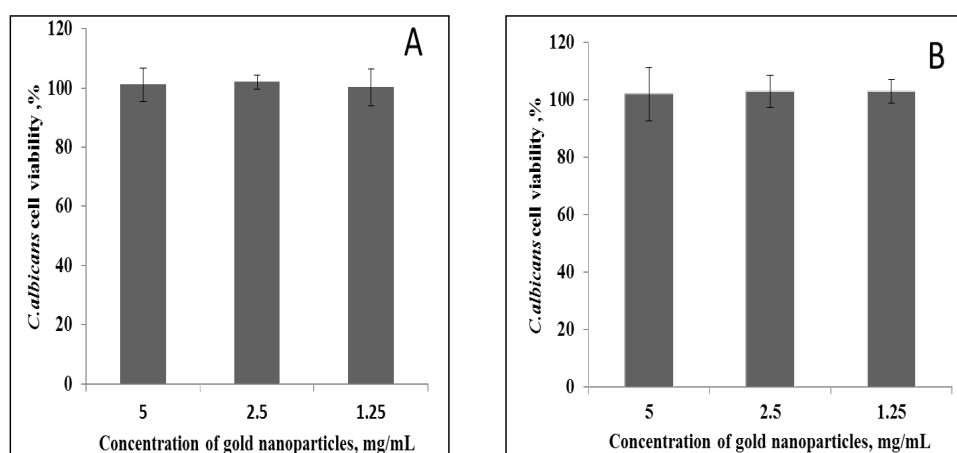 A
120
100
80
60
40
20
0
C.albicans cell viability ,%
5 2.5 1.25
Concentration of gold nanoparticles, mg/mL
B
120
100
80
60
40
20
0
C.albicans cell viability ,%
5 2.5 1.25
Concentration of gold nanoparticles, mg/mL